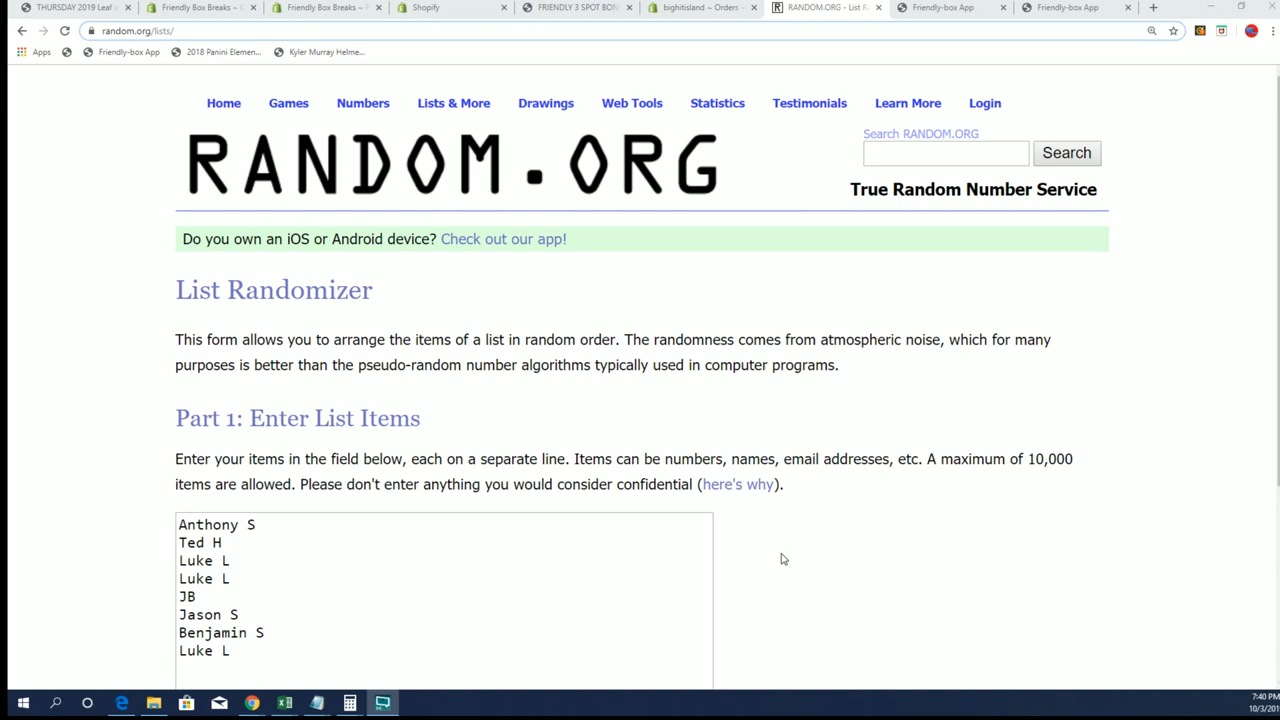 THURSDAY 2019 Leaf
Friendly Box Breaks ~
Friendly Box Breaks ~
Shopify
FRIENDLY 3 SPOT BON
bighitisland ~ Orders ~
RANDOM.ORG - List R
Friendly-box App
Friendly-box App
random.org/lists/
Apps
Friendly-box App
2018 Panini Elemen...
Kyler Murray Helme...
Home
Games
Numbers
Lists & More
Drawings
Web Tools
Statistics
Testimonials
Learn More
Login
RANDOM.ORG
Search RANDOM.ORG
Search
True Random Number Service
Do you own an iOS or Android device? Check out our app!
List Randomizer
This form allows you to arrange the items of a list in random order. The randomness comes from atmospheric noise, which for many
purposes is better than the pseudo-random number algorithms typically used in computer programs.
Part 1: Enter List Items
Enter your items in the field below, each on a separate line. Items can be numbers, names, email addresses, etc. A maximum of 10,000
items are allowed. Please don't enter anything you would consider confidential (here's why).
Anthony S
Ted H
Luke L
Luke L
JB
Jason S
Benjamin S
Luke L
7:40 PM
10/3/201